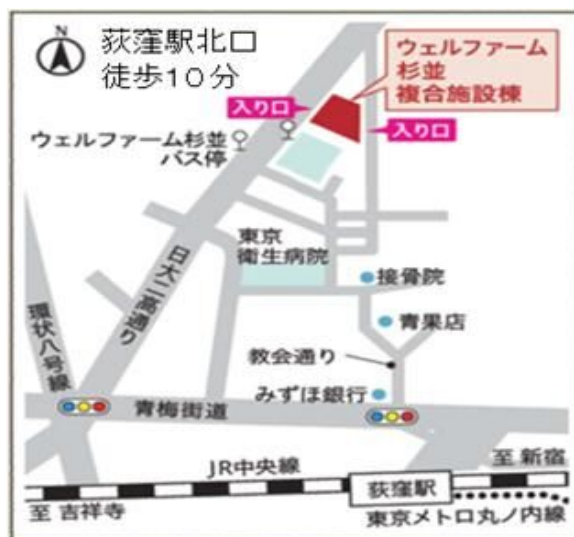 荻窪駅北口
徒歩10分
ウェルファーム
杉並
複合施設棟
入り口
入り口
ウェルファーム杉並
バス停
東京
衛生病院
日大二高通り
接骨院
環状八号線
青果店
教会通り
みずほ銀行
青梅街道
JR中央線
至 新宿
荻窪駅
至 吉祥寺
東京メトロ丸ノ内線